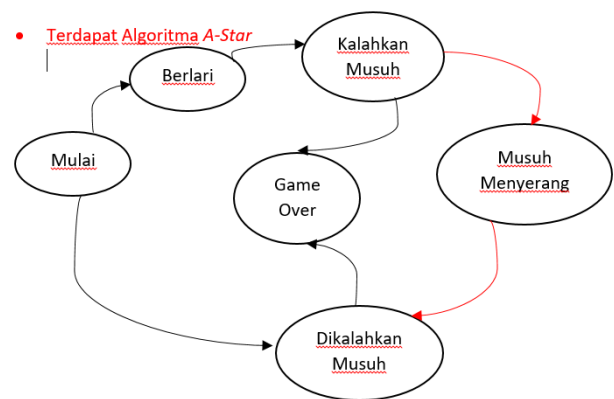 Terdapat Algoritma A-Star
Kalahkan
Musuh
Berlari
Mulai
Musuh
Menyerang
Game
Over
Dikalahkan
Musuh